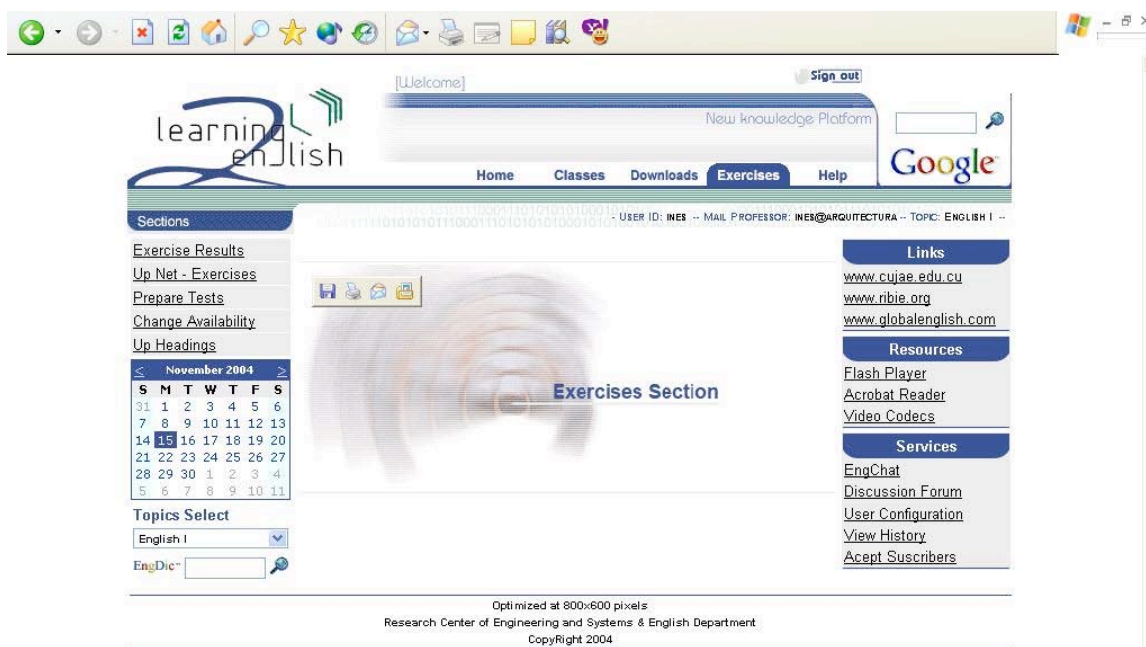 [Welcome]
Sign out
New knowledge Platform
learning
2
english
Google
Home Classes Downloads Exercises Help
Sections
- USER ID: INES -- MAIL PROFESSOR: INES@ARQUITECTURA -- TOPIC: ENGLISH I --
Exercise Results
Up Net - Exercises
Prepare Tests
Change Availability
Up Headings
< November 2004 >
S M T W T F S
31 1 2 3 4 5 6
7 8 9 10 11 12 13
14 15 16 17 18 19 20
21 22 23 24 25 26 27
28 29 30 1 2 3 4
5 6 7 8 9 10 11
Topics Select
English I
EngDic
Exercises Section
Links
www.cujae.edu.cu
www.ribie.org
www.globalenglish.com
Resources
Flash Player
Acrobat Reader
Video Codecs
Services
EngChat
Discussion Forum
User Configuration
View History
Acept Suscribers
Optimized at 800x600 pixels
Research Center of Engineering and Systems & English Department
CopyRight 2004